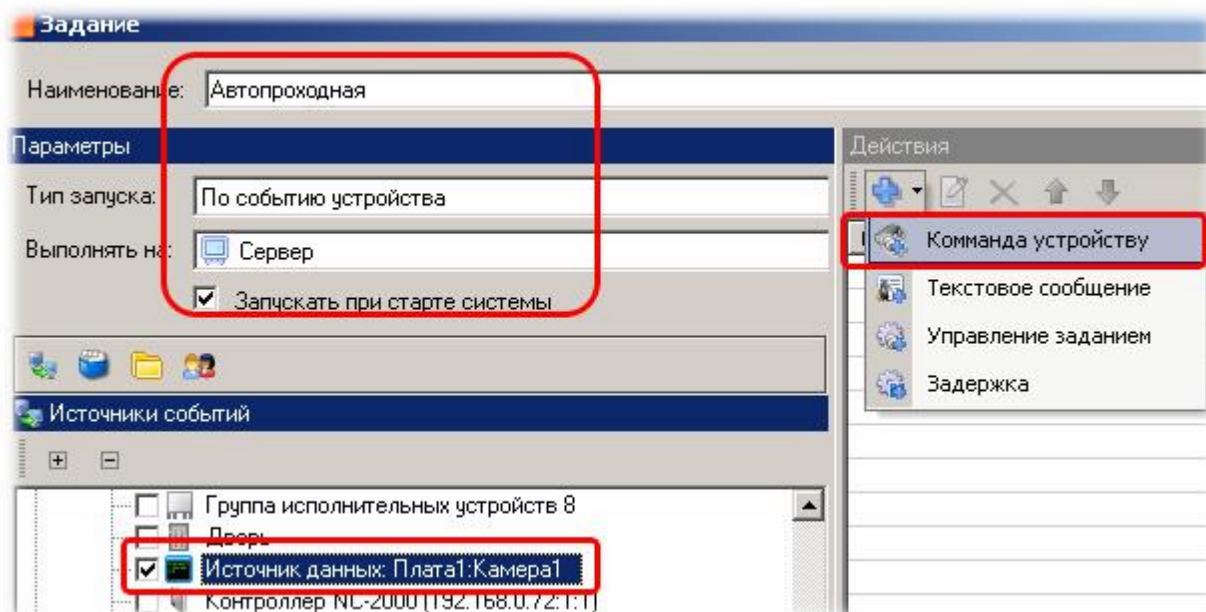 Задание
Наименование: Автопроходная
Параметры
Тип запуска: По событию устройства
Выполнять на: Сервер
Запускать при старте системы
Источники событий
Группа исполнительных устройств 8
Дверь
Источник данных: Плата1:Камера1
Контроллер NC-2000 (192.168.0.72:1:1)
Действия
Комманда устройству
Текстовое сообщение
Управление заданием
Задержка